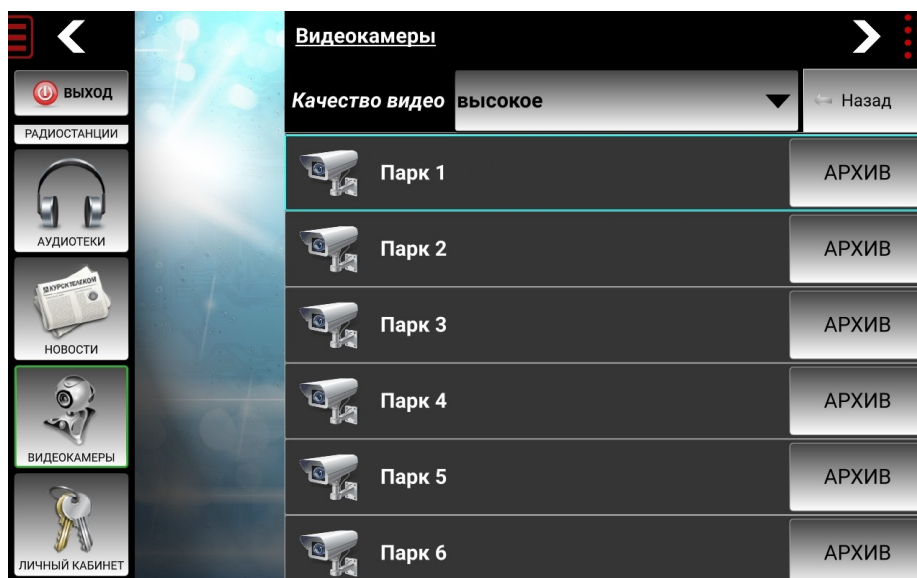 Видеокамеры
ВЫХОД
Качество видео высокое
Назад
РАДИОСТАНЦИИ
АУДИОТЕКИ
КУРСКТЕЛЕКОМ
НОВОСТИ
ВИДЕОКАМЕРЫ
ЛИЧНЫЙ КАБИНЕТ
Парк 1 АРХИВ
Парк 2 АРХИВ
Парк 3 АРХИВ
Парк 4 АРХИВ
Парк 5 АРХИВ
Парк 6 АРХИВ